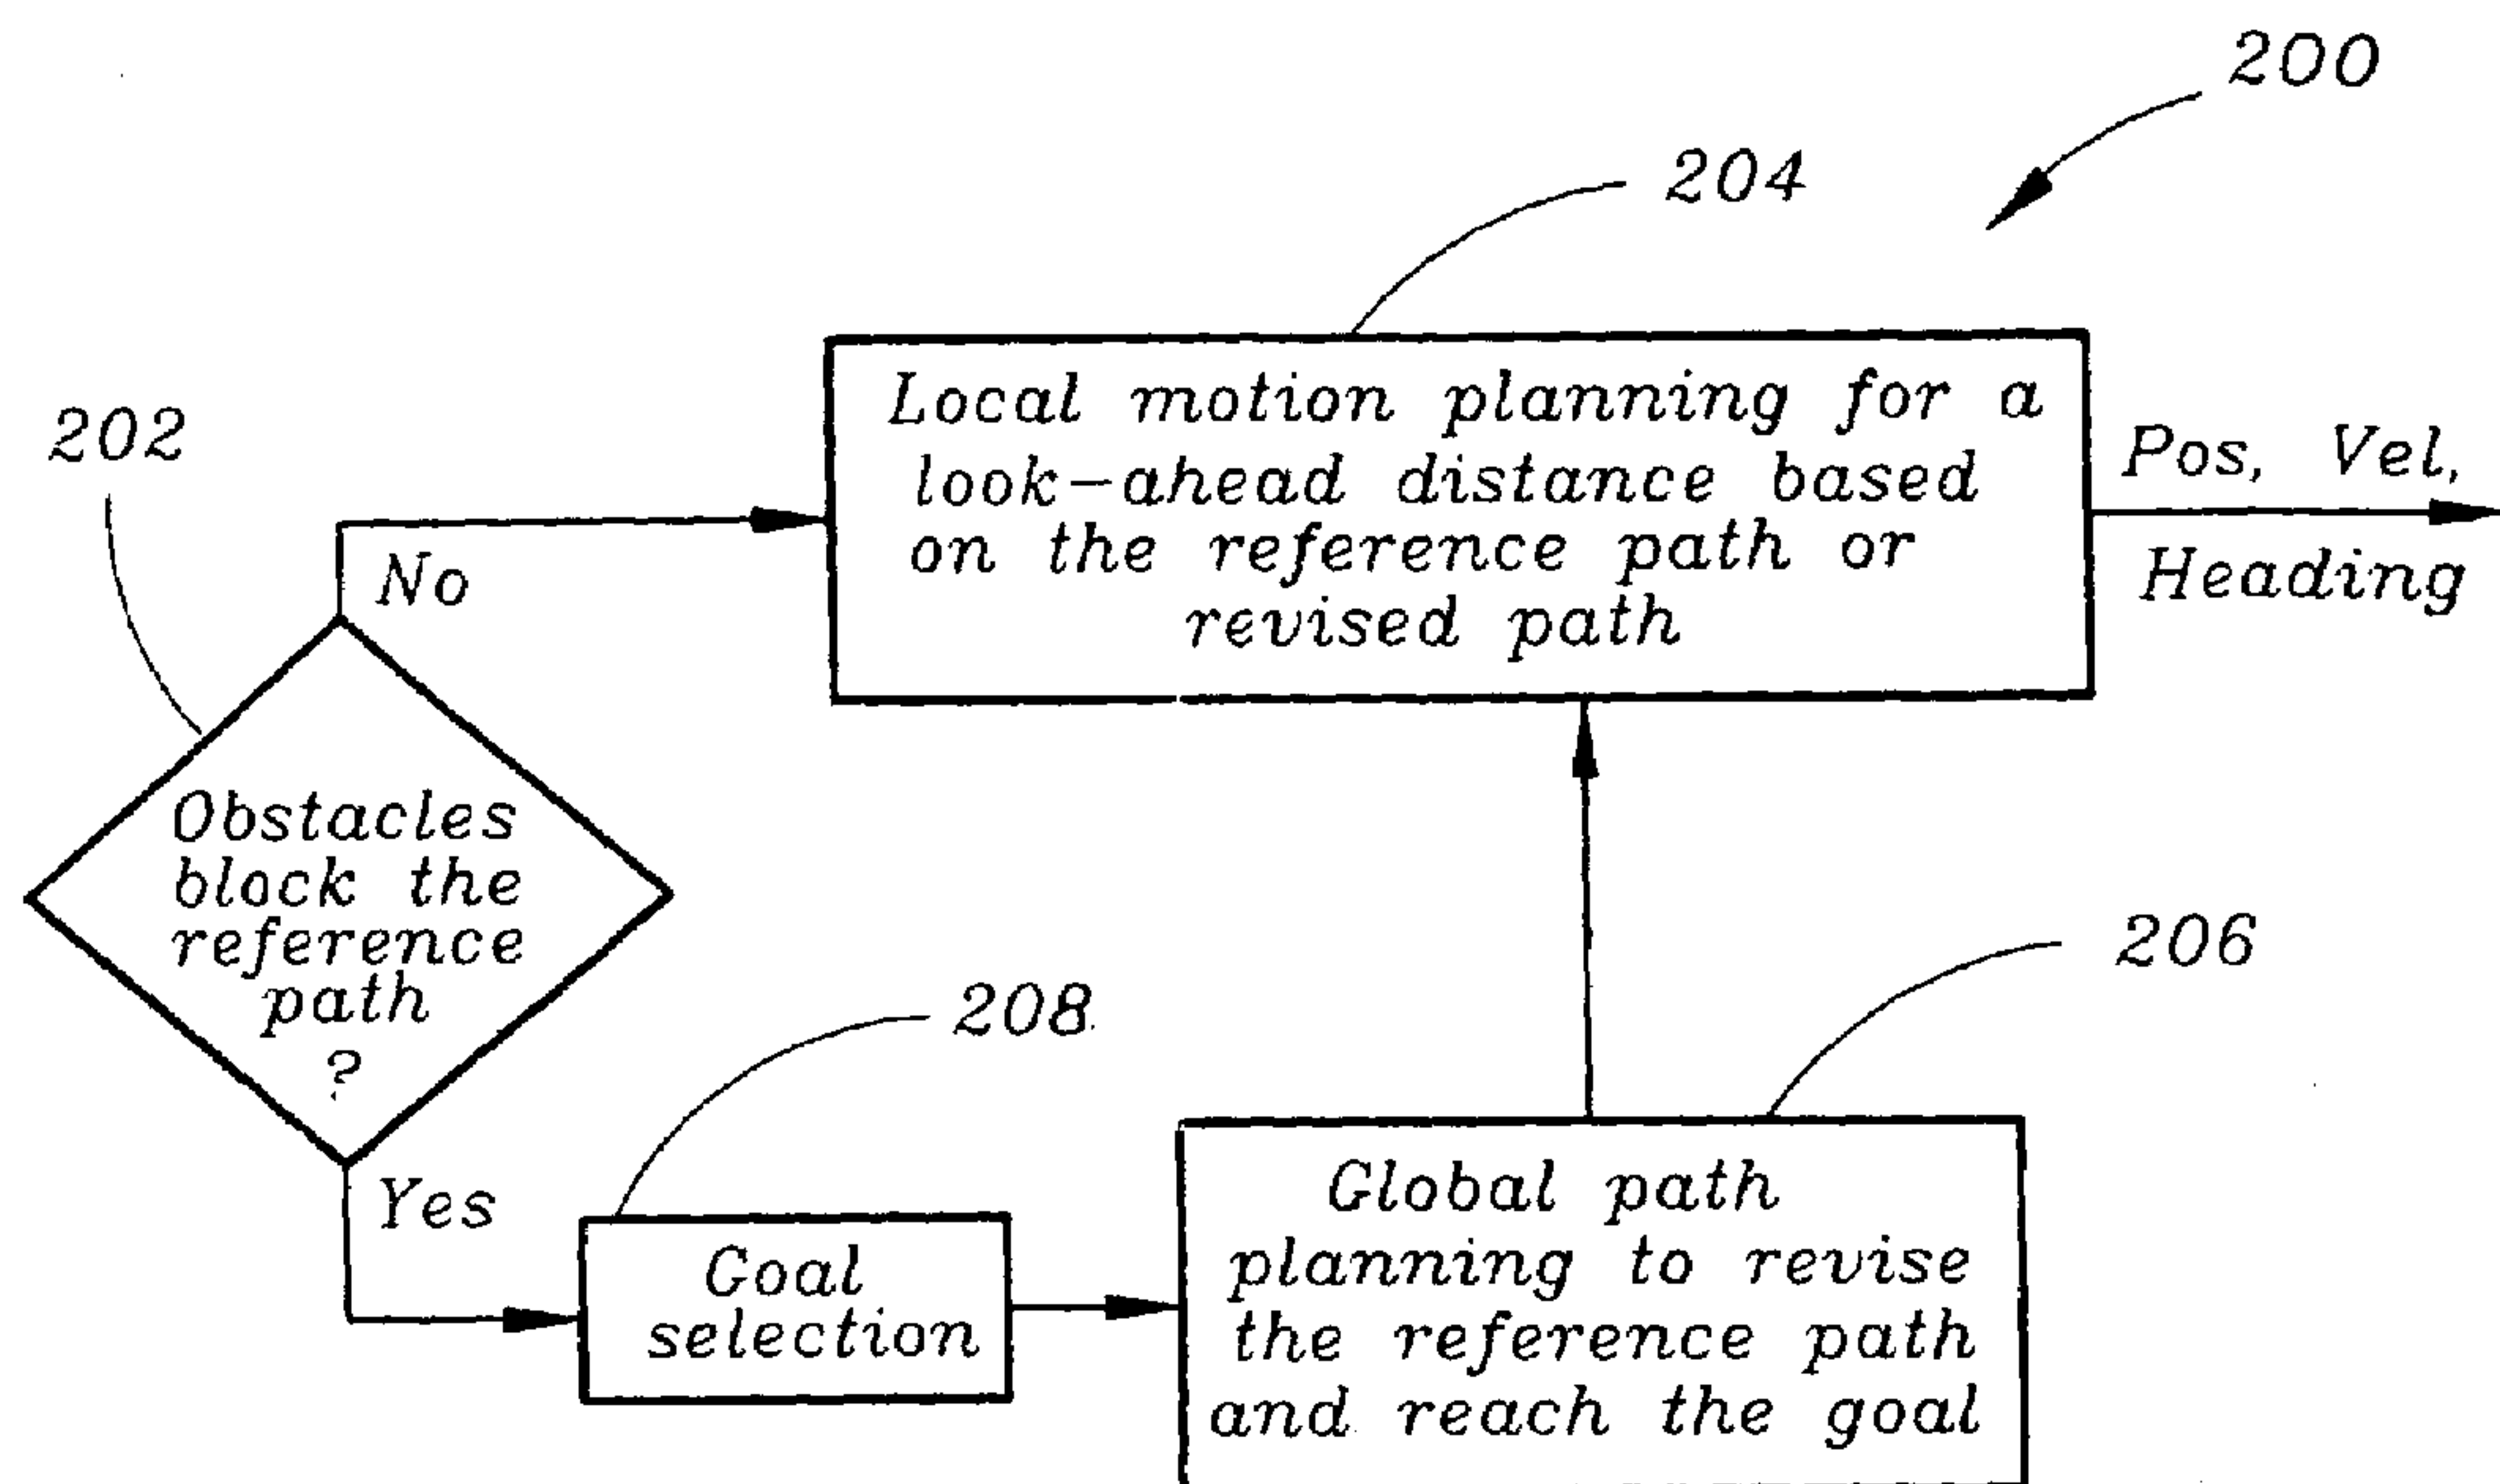 200
204
Local motion planning for a
look-ahead distance based
on the reference path or
revised path
Pos, Vel,
Heading
202
No
Obstacles
block the
reference
path
?
Yes
208
Goal
selection
206
Global path
planning to revise
the reference path
and reach the goal